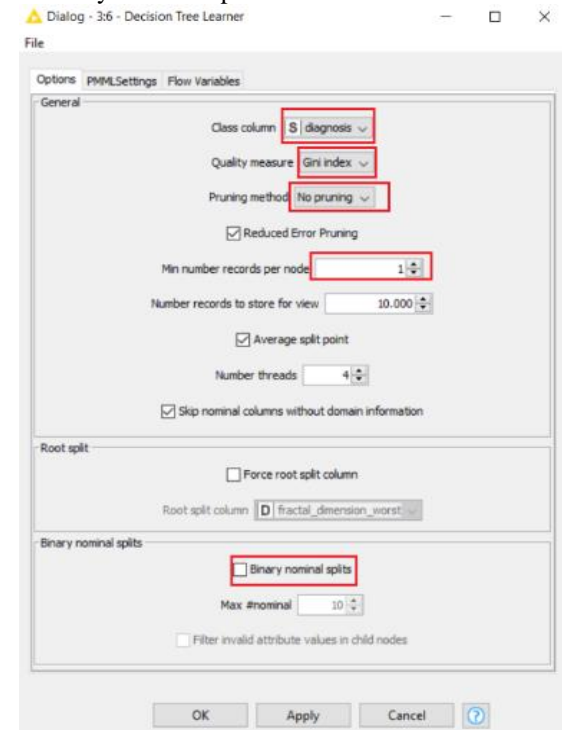 Dialog - 3:6 - Decision Tree Learner
File
Options PMMLSettings Flow Variables
General
Class column S diagnosis
Quality measure Gini index
Pruning method No pruning
Reduced Error Pruning
Min number records per node 1
Number records to store for view 10.000
Average split point
Number threads 4
Skip nominal columns without domain information
Root split
Force root split column
Root split column D fractal_dimension_worst
Binary nominal splits
Binary nominal splits
Max #nominal 10
Filter invalid attribute values in child nodes
OK Apply Cancel ?